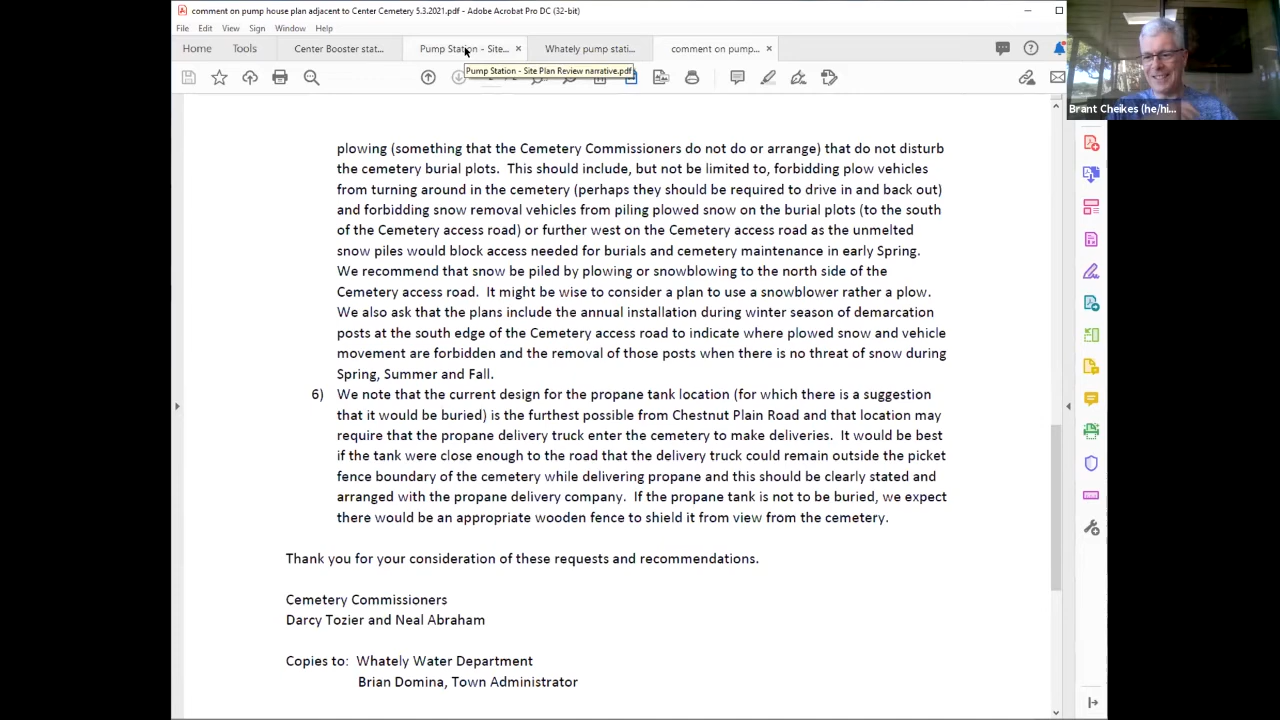 comment on pump house plan adjacent to Center Cemetery 5.3.2021.pdf - Adobe Acrobat Pro DC (32-bit)
File Edit View Sign Window Help
Home Tools Center Booster stat... Pump Station - Site... × Whately pump stati... comment on pump... ×
Pump Station - Site Plan Review narrative.pdf
Brant Cheikes (he/hi...
plowing (something that the Cemetery Commissioners do not do or arrange) that do not disturb
the cemetery burial plots. This should include, but not be limited to, forbidding plow vehicles
from turning around in the cemetery (perhaps they should be required to drive in and back out)
and forbidding snow removal vehicles from piling plowed snow on the burial plots (to the south
of the Cemetery access road) or further west on the Cemetery access road as the unmelted
snow piles would block access needed for burials and cemetery maintenance in early Spring.
We recommend that snow be piled by plowing or snowblowing to the north side of the
Cemetery access road. It might be wise to consider a plan to use a snowblower rather a plow.
We also ask that the plans include the annual installation during winter season of demarcation
posts at the south edge of the Cemetery access road to indicate where plowed snow and vehicle
movement are forbidden and the removal of those posts when there is no threat of snow during
Spring, Summer and Fall.
6) We note that the current design for the propane tank location (for which there is a suggestion
that it would be buried) is the furthest possible from Chestnut Plain Road and that location may
require that the propane delivery truck enter the cemetery to make deliveries. It would be best
if the tank were close enough to the road that the delivery truck could remain outside the picket
fence boundary of the cemetery while delivering propane and this should be clearly stated and
arranged with the propane delivery company. If the propane tank is not to be buried, we expect
there would be an appropriate wooden fence to shield it from view from the cemetery.
Thank you for your consideration of these requests and recommendations.
Cemetery Commissioners
Darcy Tozier and Neal Abraham
Copies to: Whately Water Department
Brian Domina, Town Administrator